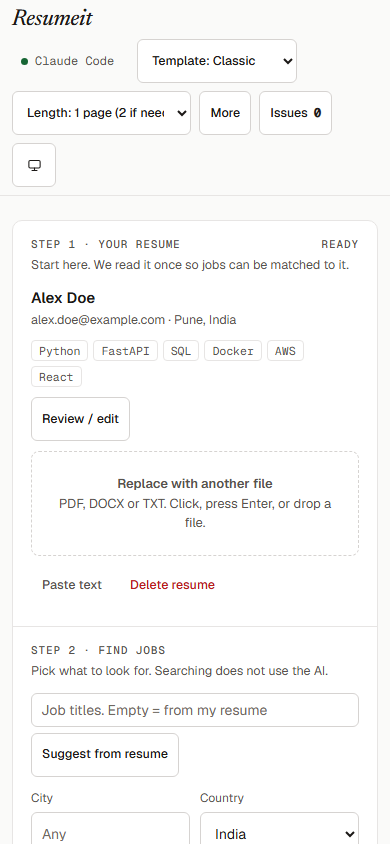 Resumeit
Claude Code
Template: Classic
Length: 1 page (2 if need
More
Issues 0
STEP 1 · YOUR RESUME
READY
Start here. We read it once so jobs can be matched to it.
Alex Doe
alex.doe@example.com · Pune, India
Python FastAPI SQL Docker AWS
React
Review / edit
Replace with another file
PDF, DOCX or TXT. Click, press Enter, or drop a
file.
Paste text Delete resume
STEP 2 · FIND JOBS
Pick what to look for. Searching does not use the AI.
Job titles. Empty = from my resume
Suggest from resume
City Country
Any India